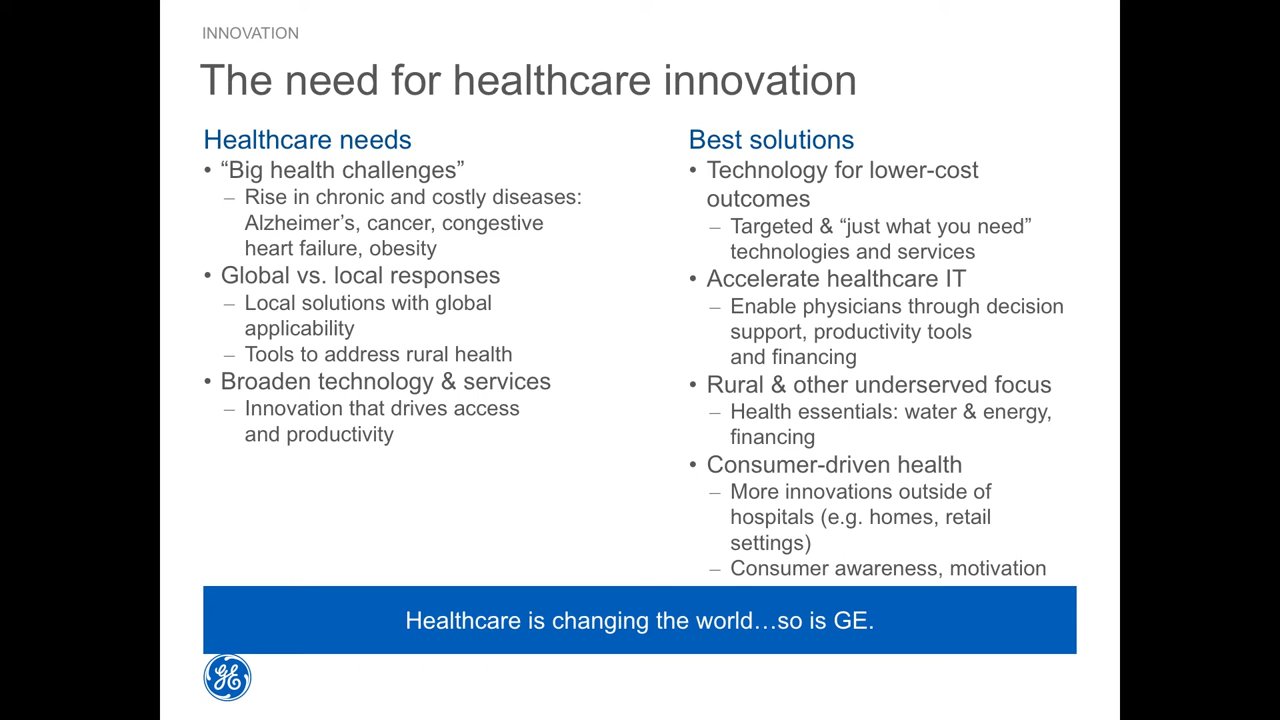 INNOVATION
The need for healthcare innovation
Healthcare needs
• “Big health challenges”
– Rise in chronic and costly diseases:
Alzheimer’s, cancer, congestive
heart failure, obesity
• Global vs. local responses
– Local solutions with global
applicability
– Tools to address rural health
• Broaden technology & services
– Innovation that drives access
and productivity
Best solutions
• Technology for lower-cost
outcomes
– Targeted & “just what you need”
technologies and services
• Accelerate healthcare IT
– Enable physicians through decision
support, productivity tools
and financing
• Rural & other underserved focus
– Health essentials: water & energy,
financing
• Consumer-driven health
– More innovations outside of
hospitals (e.g. homes, retail
settings)
– Consumer awareness, motivation
Healthcare is changing the world…so is GE.
GE